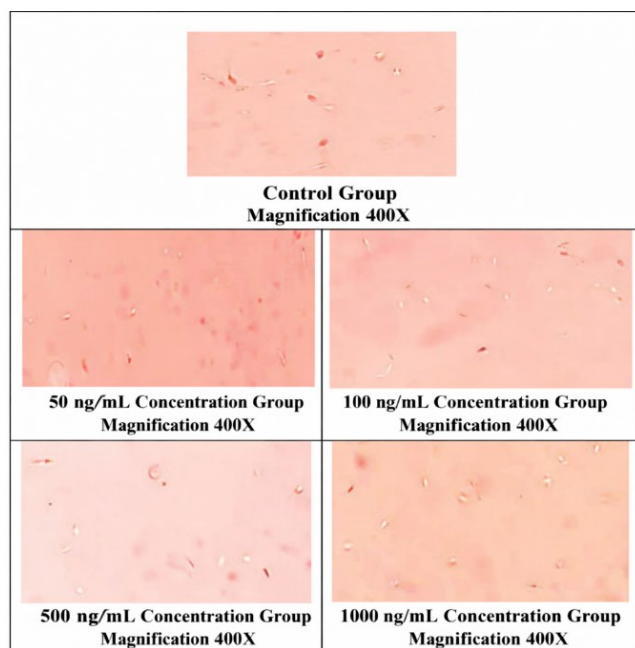 Control Group
Magnification 400X
50 ng/mL Concentration Group
Magnification 400X
100 ng/mL Concentration Group
Magnification 400X
500 ng/mL Concentration Group
Magnification 400X
1000 ng/mL Concentration Group
Magnification 400X